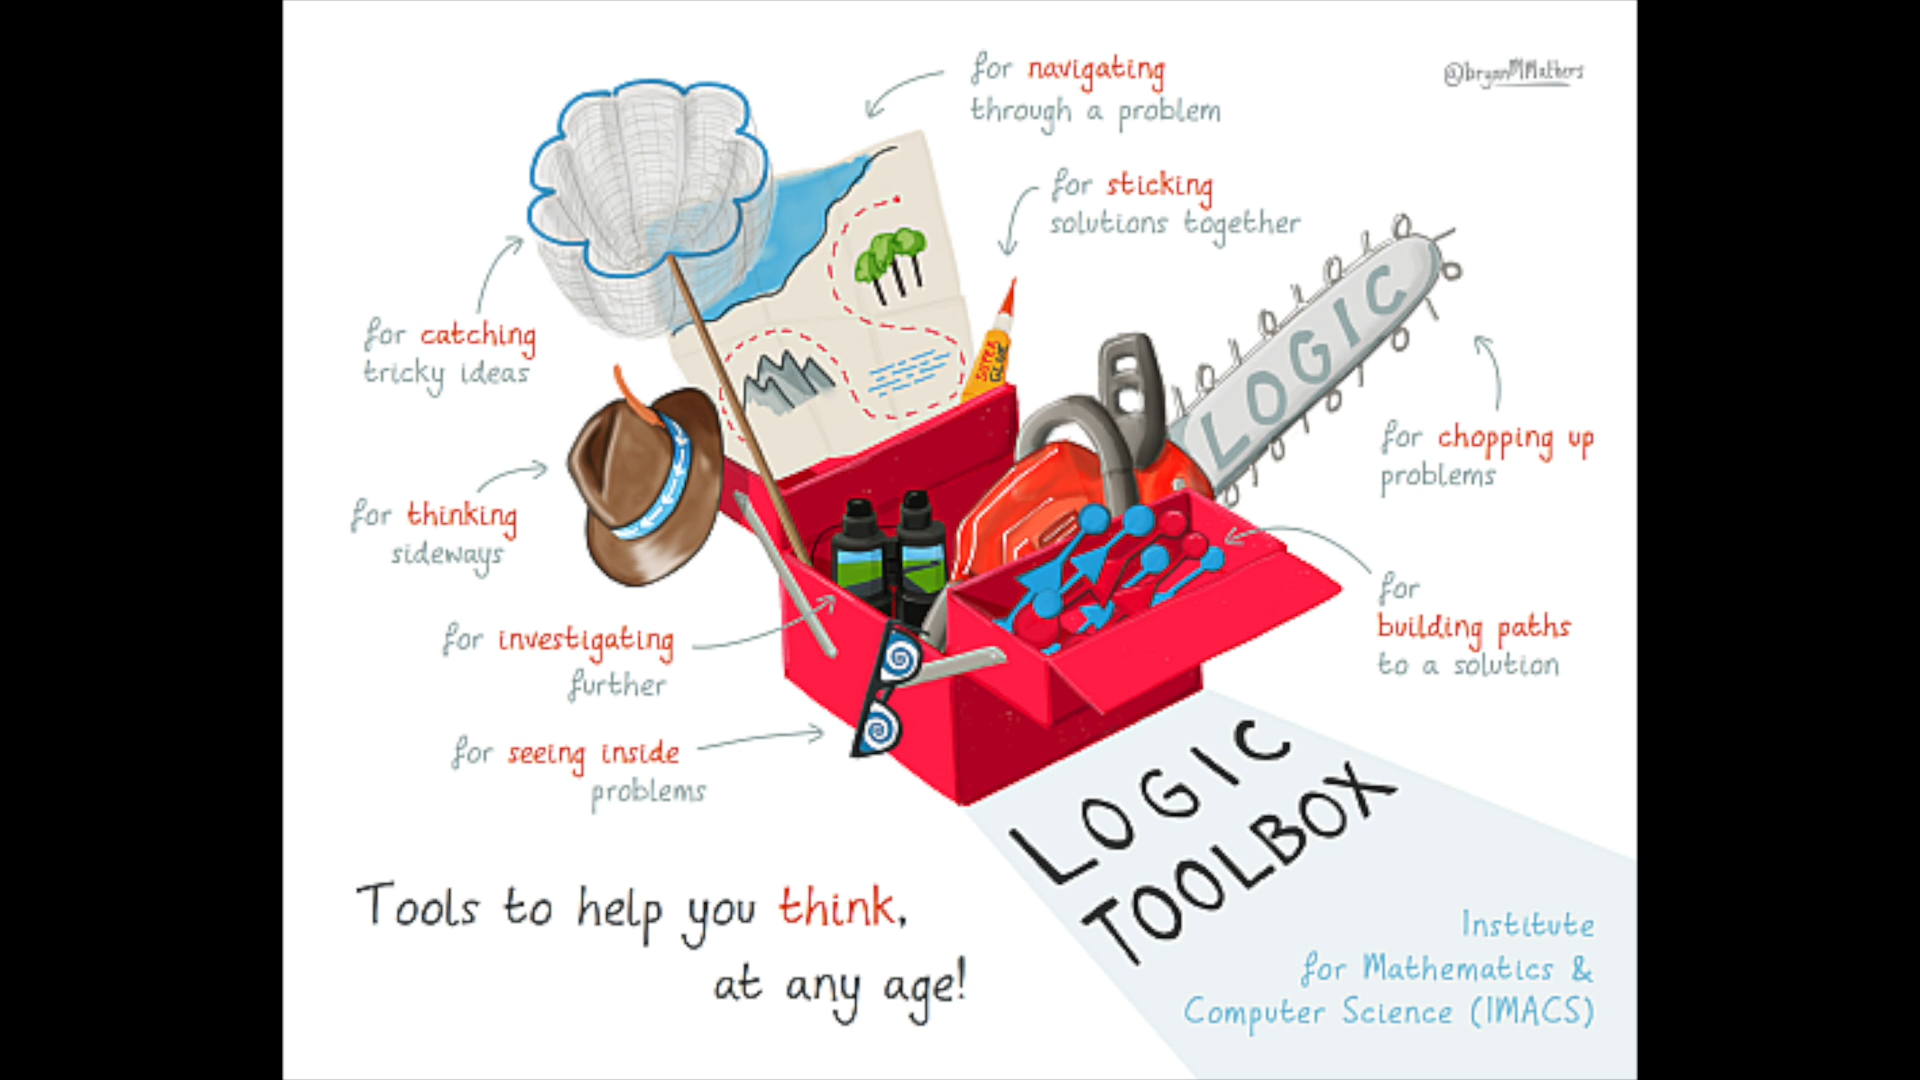 for navigating
through a problem
@bryanMMathers
for sticking
solutions together
for catching
tricky ideas
SUPER
GLUE
LOGIC
for chopping up
problems
for thinking
sideways
for
building paths
to a solution
for investigating
further
for seeing inside
problems
LOGIC
TOOLBOX
Tools to help you think,
at any age!
Institute
for Mathematics &
Computer Science (IMACS)